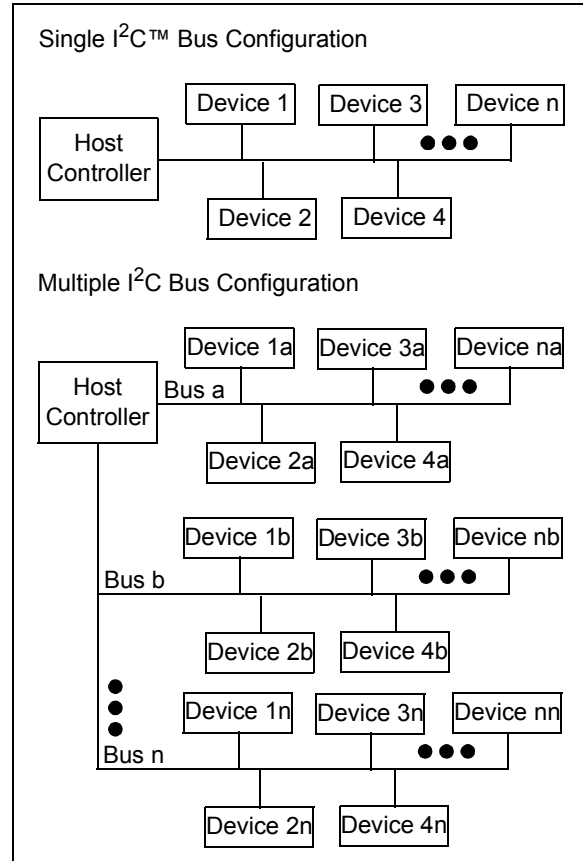 Single I²C™ Bus Configuration
Device 1
Device 3
Device n
Host
Controller
Device 2
Device 4
Multiple I²C Bus Configuration
Device 1a
Device 3a
Device na
Host
Controller
Bus a
Device 2a
Device 4a
Device 1b
Device 3b
Device nb
Bus b
Device 2b
Device 4b
Device 1n
Device 3n
Device nn
Bus n
Device 2n
Device 4n